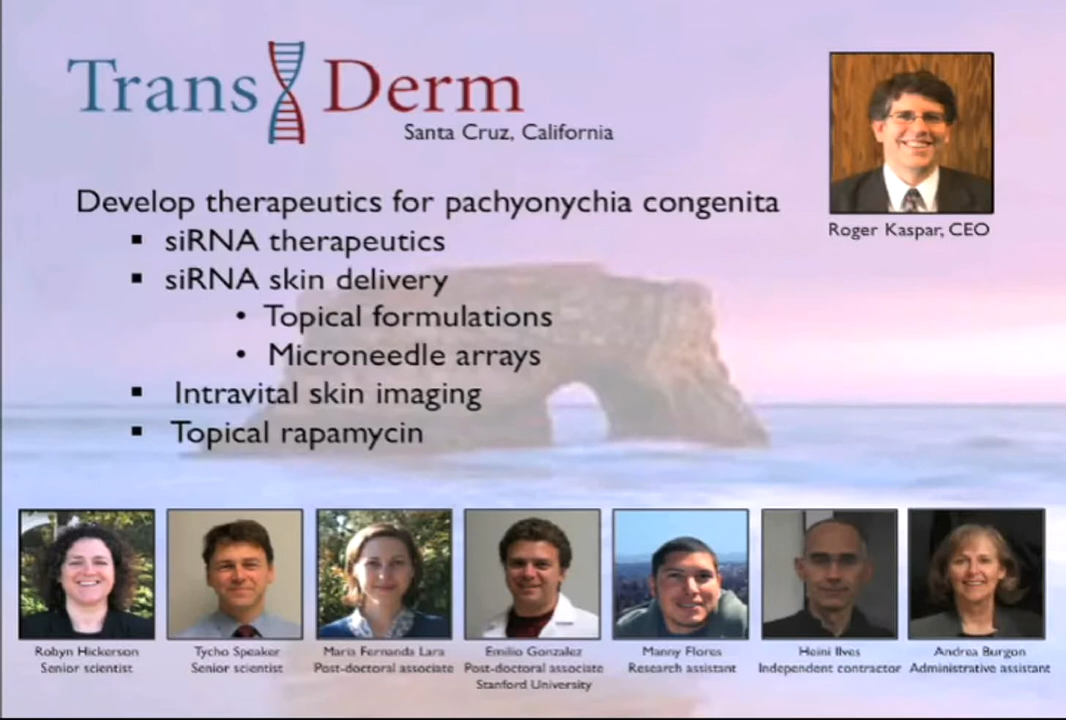 Trans Derm
Santa Cruz, California
Roger Kaspar, CEO
Develop therapeutics for pachyonychia congenita
▪ siRNA therapeutics
▪ siRNA skin delivery
• Topical formulations
• Microneedle arrays
▪ Intravital skin imaging
▪ Topical rapamycin
Robyn Hickerson
Senior scientist
Tycho Speaker
Senior scientist
Maria Fernanda Lara
Post-doctoral associate
Emilio Gonzalez
Post-doctoral associate
Stanford University
Manny Flores
Research assistant
Heini Ilves
Independent contractor
Andrea Burgon
Administrative assistant